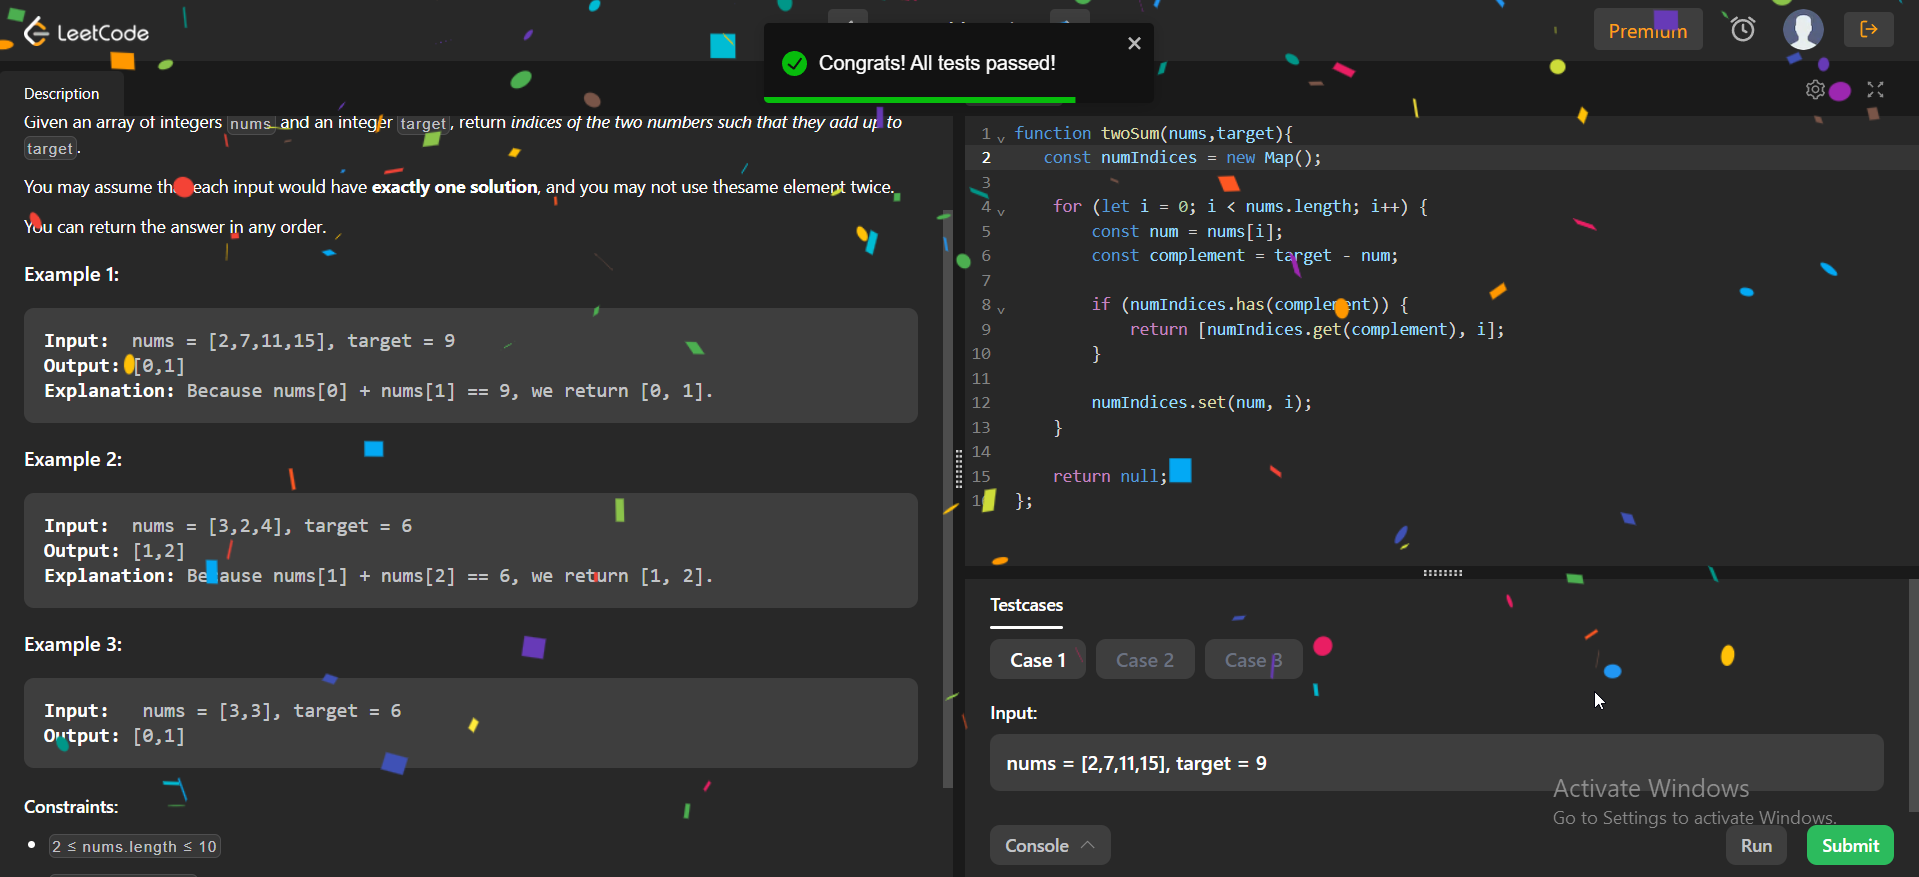 LeetCode
Congrats! All tests passed!
Premium
Description
Given an array of integers nums and an integer target, return indices of the two numbers such that they add up to
target.
You may assume that each input would have exactly one solution, and you may not use thesame element twice.
You can return the answer in any order.
Example 1:
Input: nums = [2,7,11,15], target = 9
Output: [0,1]
Explanation: Because nums[0] + nums[1] == 9, we return [0, 1].
Example 2:
Input: nums = [3,2,4], target = 6
Output: [1,2]
Explanation: Because nums[1] + nums[2] == 6, we return [1, 2].
Example 3:
Input: nums = [3,3], target = 6
Output: [0,1]
Constraints:
2 ≤ nums.length ≤ 10
1 function twoSum(nums,target){
2 const numIndices = new Map();
3
4 for (let i = 0; i < nums.length; i++) {
5 const num = nums[i];
6 const complement = target - num;
7
8 if (numIndices.has(complement)) {
9 return [numIndices.get(complement), i];
10 }
11
12 numIndices.set(num, i);
13 }
14
15 return null;
16 };
Testcases
Case 1 Case 2 Case 3
Input:
nums = [2,7,11,15], target = 9
Activate Windows
Go to Settings to activate Windows.
Console Run Submit